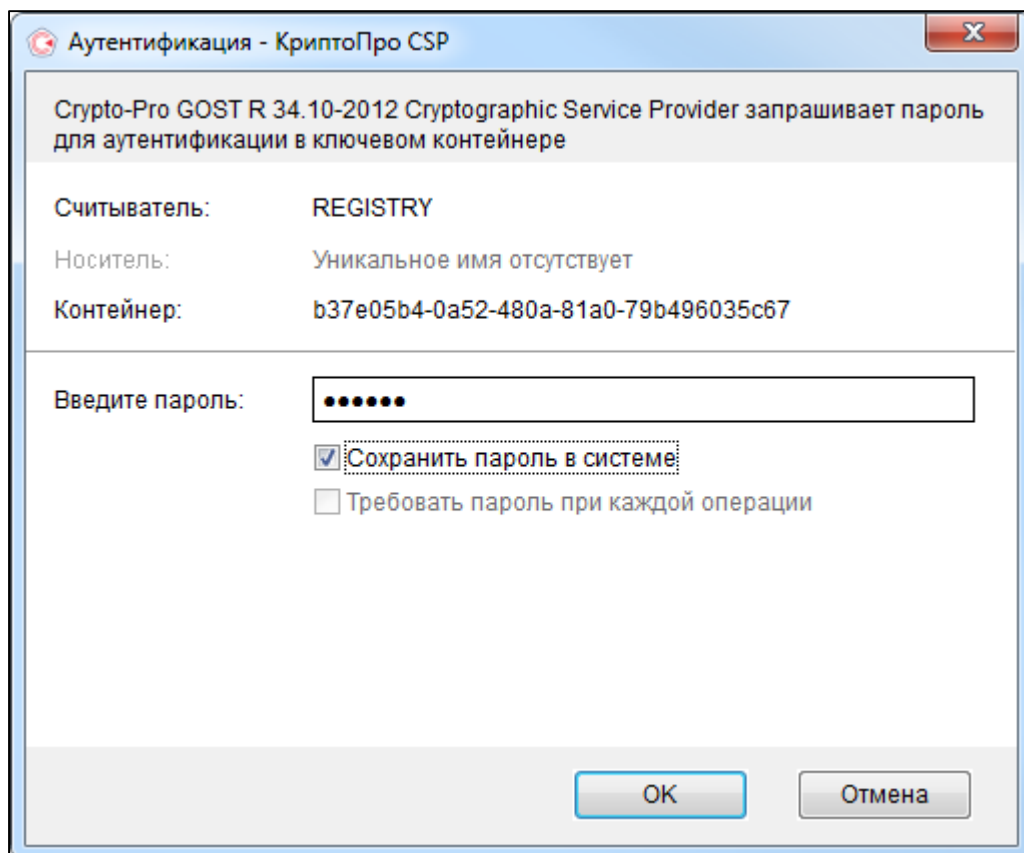 Аутентификация - КриптоПро CSP
Crypto-Pro GOST R 34.10-2012 Cryptographic Service Provider запрашивает пароль
для аутентификации в ключевом контейнере
Считыватель: REGISTRY
Носитель: Уникальное имя отсутствует
Контейнер: b37e05b4-0a52-480a-81a0-79b496035c67
Введите пароль: ••••••
Сохранить пароль в системе
Требовать пароль при каждой операции
OK Отмена